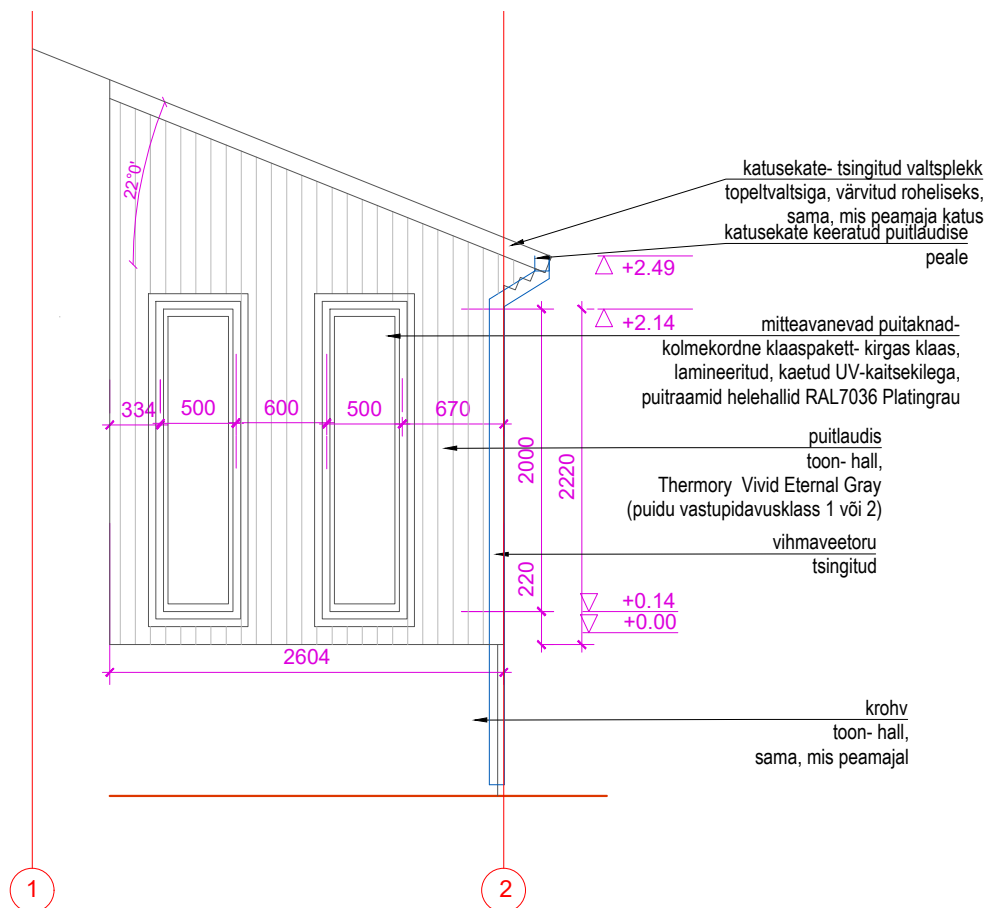 katusekate- tsingitud valtsplekk
topeltvaltsiga, värvitud roheliseks,
sama, mis peamaja katus
katusekate keeratud puitlaudise
peale
22°0'
+2.49
+2.14
mitteavanevad puitaknad-
kolmekordne klaaspakett- kirgas klaas,
lamineeritud, kaetud UV-kaitsekilega,
puitraamid helehallid RAL7036 Platingrau
334 500 600 500 670
puitlaudis
toon- hall,
Thermory Vivid Eternal Gray
(puidu vastupidavusklass 1 või 2)
2000
2220
vihmaveetoru
tsingitud
220
+0.14
+0.00
2604
krohv
toon- hall,
sama, mis peamajal
1 2